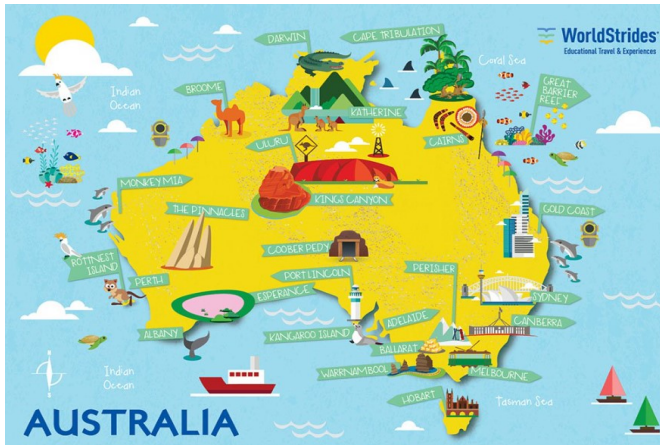 WorldStrides
Educational Travel & Experiences
DARWIN
CAPE TRIBULATION
Coral Sea
Indian
Ocean
BROOME
GREAT
BARRIER
REEF
KATHERINE
CAIRNS
ULURU
MONKEY MIA
KINGS CANYON
THE PINNACLES
GOLD COAST
COOBER PEDY
ROTTNEST
ISLAND
PORT LINCOLN
PERISHER
PERTH
ESPERANCE
SYDNEY
ADELAIDE
CANBERRA
ALBANY
KANGAROO ISLAND
BALLARAT
Indian
Ocean
WARRNAMBOOL
MELBOURNE
HOBART
Tasman Sea
AUSTRALIA